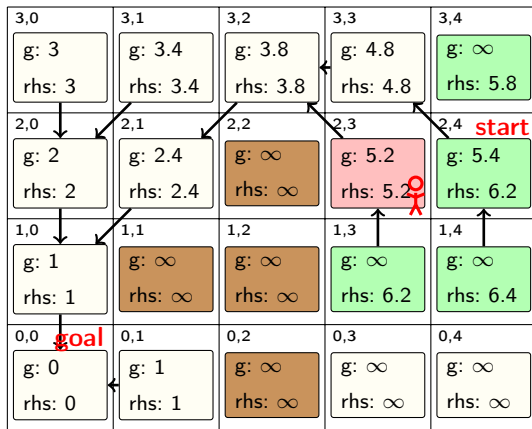 3,0 3,1 3,2 3,3 3,4
g: 3 g: 3.4 g: 3.8 g: 4.8 g: ∞
rhs: 3 rhs: 3.4 rhs: 3.8 rhs: 4.8 rhs: 5.8
2,0 2,1 2,2 2,3 2,4 start
g: 2 g: 2.4 g: ∞ g: 5.2 g: 5.4
rhs: 2 rhs: 2.4 rhs: ∞ rhs: 5.2 rhs: 6.2
1,0 1,1 1,2 1,3 1,4
g: 1 g: ∞ g: ∞ g: ∞ g: ∞
rhs: 1 rhs: ∞ rhs: ∞ rhs: 6.2 rhs: 6.4
0,0 goal 0,1 0,2 0,3 0,4
g: 0 g: 1 g: ∞ g: ∞ g: ∞
rhs: 0 rhs: 1 rhs: ∞ rhs: ∞ rhs: ∞